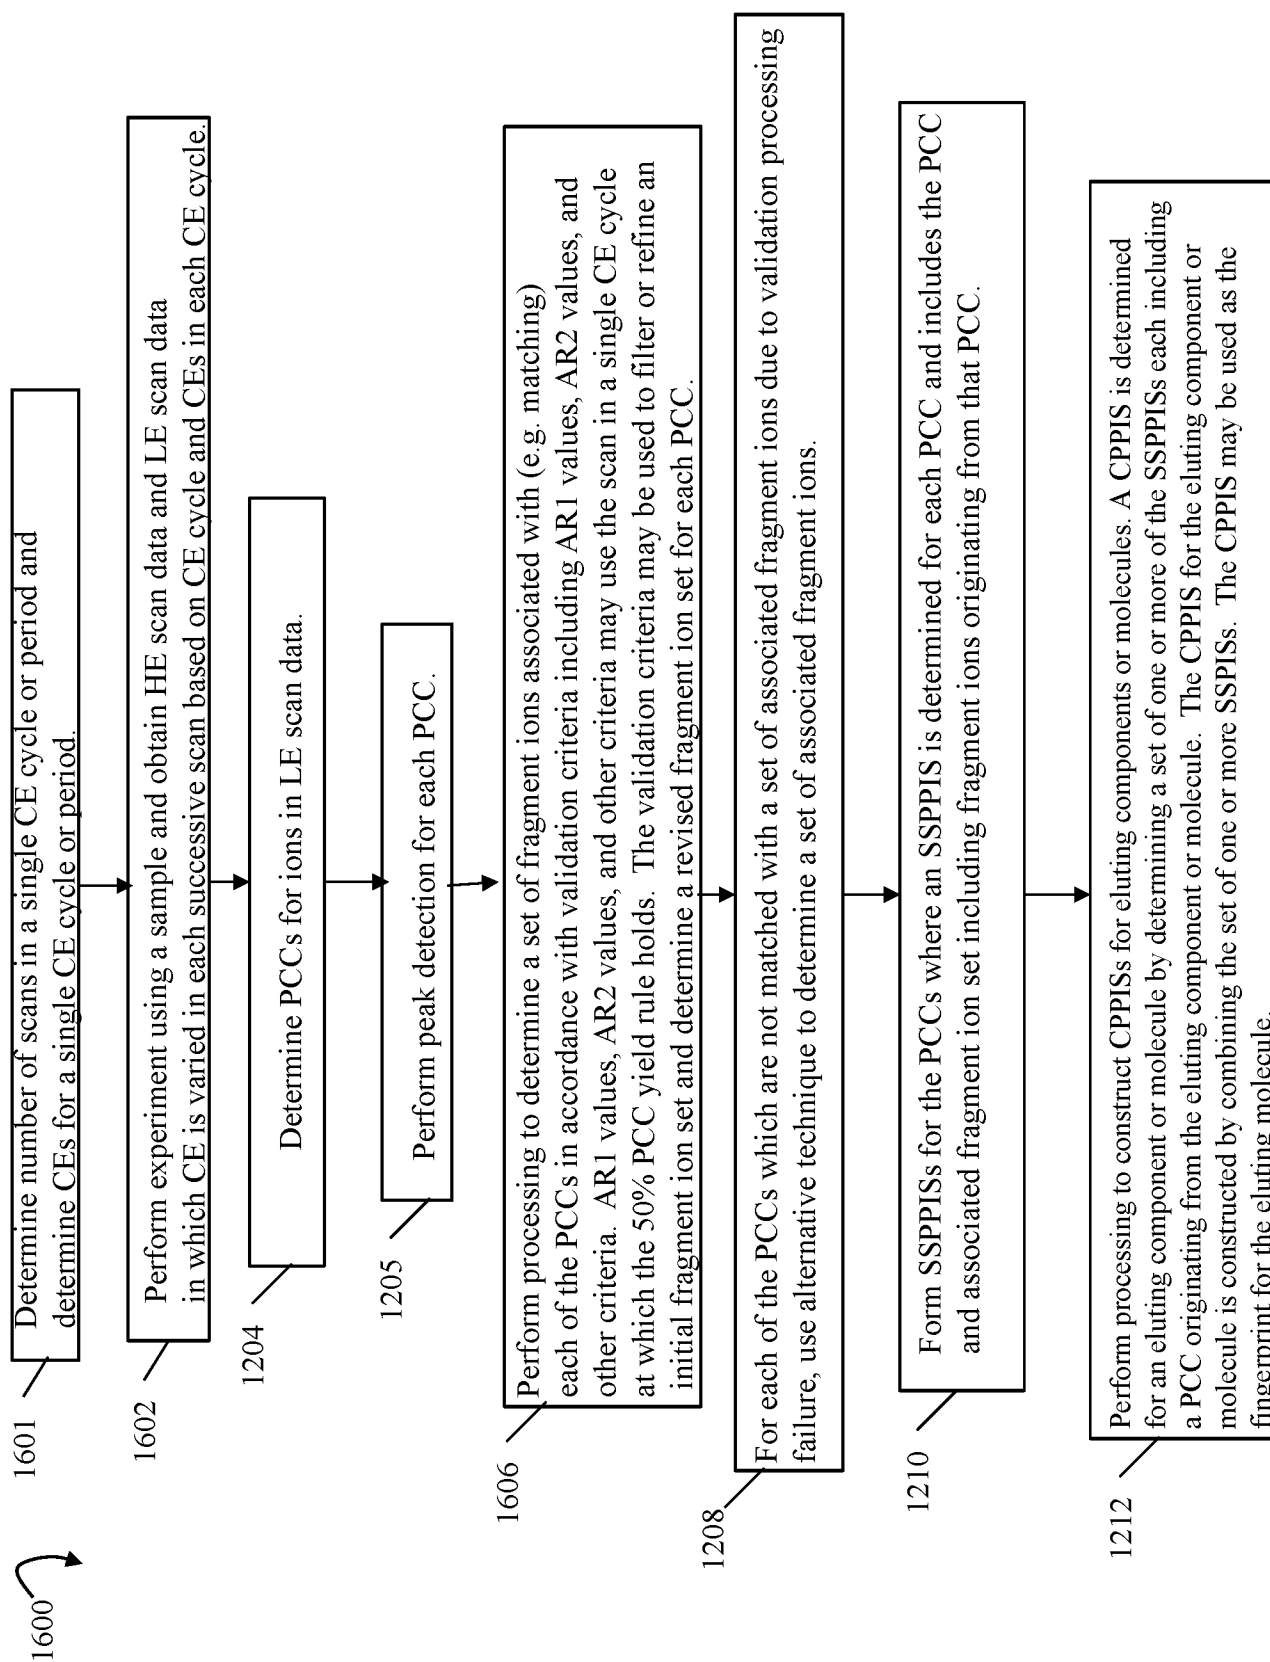 1600
1601
Determine number of scans in a single CE cycle or period and
determine CEs for a single CE cycle or period.
1602
Perform experiment using a sample and obtain HE scan data and LE scan data
in which CE is varied in each successive scan based on CE cycle and CEs in each CE cycle.
1204
Determine PCCs for ions in LE scan data.
1205
Perform peak detection for each PCC.
1606
Perform processing to determine a set of fragment ions associated with (e.g. matching)
each of the PCCs in accordance with validation criteria including AR1 values, AR2 values, and
other criteria. AR1 values, AR2 values, and other criteria may use the scan in a single CE cycle
at which the 50% PCC yield rule holds. The validation criteria may be used to filter or refine an
initial fragment ion set and determine a revised fragment ion set for each PCC.
1208
For each of the PCCs which are not matched with a set of associated fragment ions due to validation processing
failure, use alternative technique to determine a set of associated fragment ions.
1210
Form SSPPISs for the PCCs where an SSPPIS is determined for each PCC and includes the PCC
and associated fragment ion set including fragment ions originating from that PCC.
1212
Perform processing to construct CPPISs for eluting components or molecules. A CPPIS is determined
for an eluting component or molecule by determining a set of one or more of the SSPPISs each including
a PCC originating from the eluting component or molecule. The CPPIS for the eluting component or
molecule is constructed by combining the set of one or more SSPISs. The CPPIS may be used as the
fingerprint for the eluting molecule.